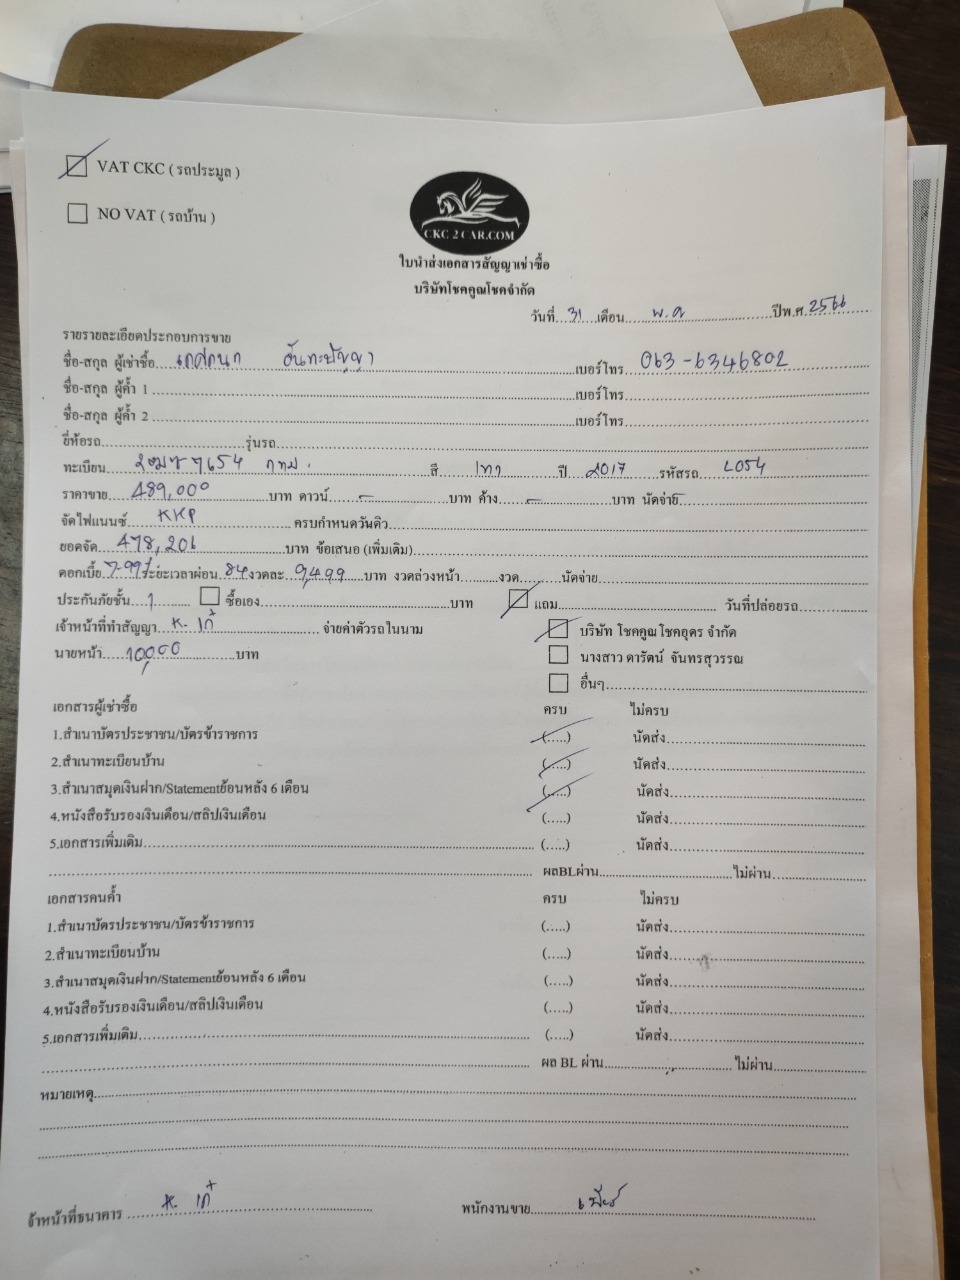 VAT CKC ( รถประมูล )
NO VAT ( รถบ้าน )
CKC 2 CAR.COM
ใบนำส่งเอกสารสัญญาเช่าซื้อ
บริษัทโชคคูณโชคจำกัด
วันที่ 31 เดือน พ.ค ปีพ.ศ. 2566
รายรายละเอียดประกอบการขาย
ชื่อ-สกุล ผู้เช่าซื้อ เกศกนก อันทะปัญญา เบอร์โทร 063-6346802
ชื่อ-สกุล ผู้ค้ำ 1 เบอร์โทร
ชื่อ-สกุล ผู้ค้ำ 2 เบอร์โทร
ยี่ห้อรถ รุ่นรถ
ทะเบียน 7654 กทม. สี เทา ปี 2017 รหัสรถ L054
ราคาขาย 489,000 บาท ดาวน์ - บาท ค้าง - บาท นัดจ่าย
จัดไฟแนนซ์ KKP ครบกำหนดวันคิว
ยอดจัด 478,201 บาท ข้อเสนอ (เพิ่มเติม)
ดอกเบี้ย 7.99% ระยะเวลาผ่อน 84 งวดละ 9,499 บาท งวดล่วงหน้า งวด นัดจ่าย
ประกันภัยชั้น 1 ซื้อเอง บาท แถม วันที่ปล่อยรถ
เจ้าหน้าที่ทำสัญญา K. เก๋ จ่ายค่าตัวรถในนาม บริษัท โชคคูณโชคอุดร จำกัด
นายหน้า 10,000 บาท นางสาว ดารัตน์ จันทรสุวรรณ
อื่นๆ
เอกสารผู้เช่าซื้อ ครบ ไม่ครบ
1.สำเนาบัตรประชาชน/บัตรข้าราชการ (.....) นัดส่ง
2.สำเนาทะเบียนบ้าน (.....) นัดส่ง
3.สำเนาสมุดเงินฝาก/Statementย้อนหลัง 6 เดือน (.....) นัดส่ง
4.หนังสือรับรองเงินเดือน/สลิปเงินเดือน (.....) นัดส่ง
5.เอกสารเพิ่มเติม (.....) นัดส่ง
ผลBLผ่าน ไม่ผ่าน
เอกสารคนค้ำ ครบ ไม่ครบ
1.สำเนาบัตรประชาชน/บัตรข้าราชการ (.....) นัดส่ง
2.สำเนาทะเบียนบ้าน (.....) นัดส่ง
3.สำเนาสมุดเงินฝาก/Statementย้อนหลัง 6 เดือน (.....) นัดส่ง
4.หนังสือรับรองเงินเดือน/สลิปเงินเดือน (.....) นัดส่ง
5.เอกสารเพิ่มเติม (.....) นัดส่ง
ผล BL ผ่าน ไม่ผ่าน
หมายเหตุ
จ้าหน้าที่ธนาคาร K. เก๋ พนักงานขาย